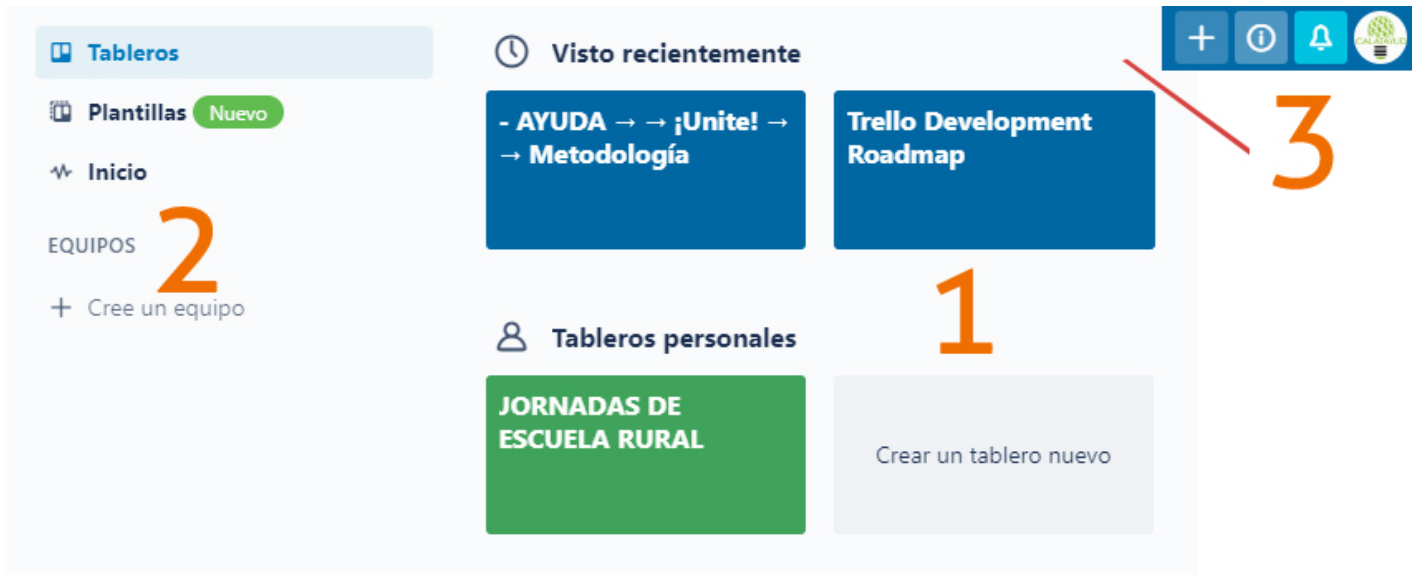 Tableros
Plantillas Nuevo
Inicio
2
EQUIPOS
+ Cree un equipo
Visto recientemente
- AYUDA → → ¡Unite! →
→ Metodología
Trello Development
Roadmap
1
Tableros personales
JORNADAS DE
ESCUELA RURAL
Crear un tablero nuevo
CALATAYUD
3